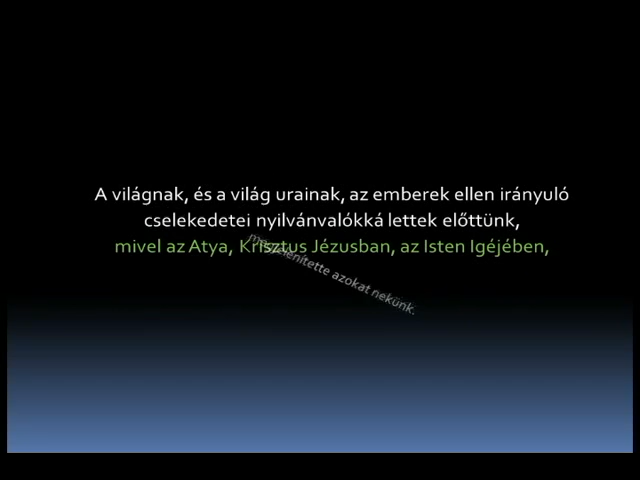 A világnak, és a világ urainak, az emberek ellen irányuló
cselekedetei nyilvánvalókká lettek előttünk,
mivel az Atya, Krisztus Jézusban, az Isten Igéjében,
megjelenítette azokat nekünk.